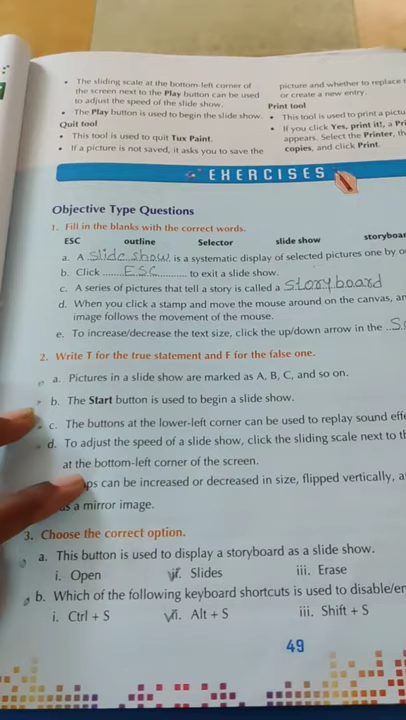 • The sliding scale at the bottom-left corner of
the screen next to the Play button can be used
to adjust the speed of the slide show.
• The Play button is used to begin the slide show.
Quit tool
• This tool is used to quit Tux Paint.
• If a picture is not saved, it asks you to save the
picture and whether to replace
or create a new entry.
Print tool
• This tool is used to print a
• If you click Yes, print it!, a
appears. Select the Printer,
copies, and click Print.
EXERCISES
Objective Type Questions
1. Fill in the blanks with the correct words.
ESC outline Selector slide show
a. A slide show is a systematic display of selected pictures one by
b. Click ......ESC............ to exit a slide show.
c. A series of pictures that tell a story is called a storyboard
d. When you click a stamp and move the mouse around on the canvas,
image follows the movement of the mouse.
e. To increase/decrease the text size, click the up/down arrow in the
2. Write T for the true statement and F for the false one.
a. Pictures in a slide show are marked as A, B, C, and so on.
b. The Start button is used to begin a slide show.
c. The buttons at the lower-left corner can be used to replay sound
d. To adjust the speed of a slide show, click the sliding scale next to
at the bottom-left corner of the screen.
can be increased or decreased in size, flipped vertically,
a mirror image.
3. Choose the correct option.
a. This button is used to display a storyboard as a slide show.
i. Open ii. Slides iii. Erase
b. Which of the following keyboard shortcuts is used to
i. Ctrl + S ii. Alt + S iii. Shift + S
49